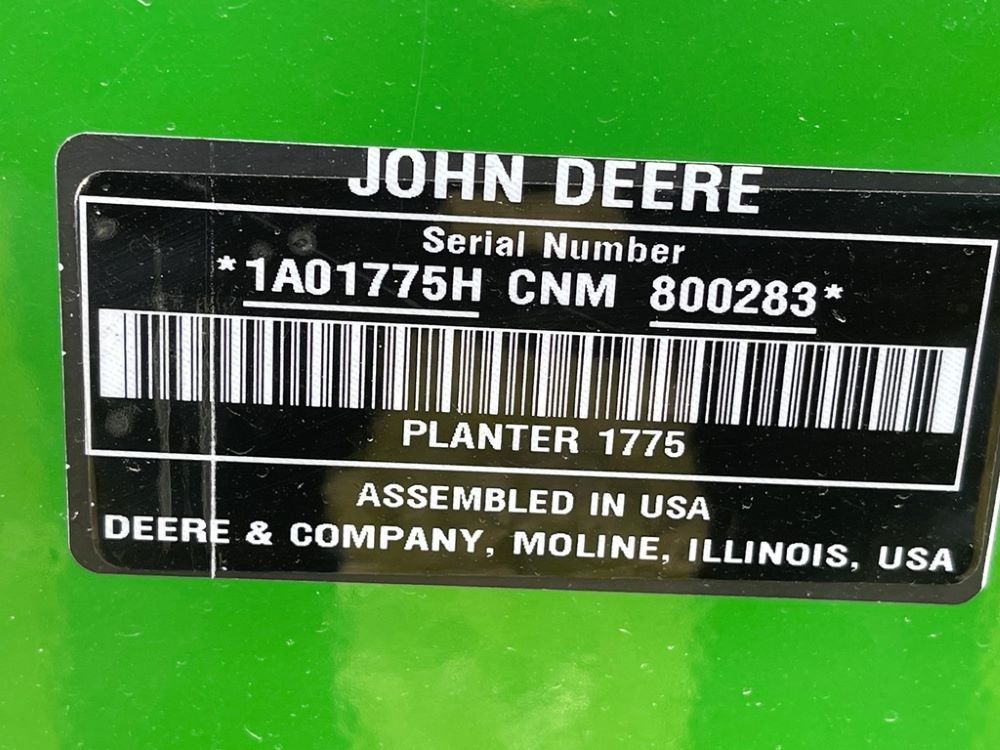 JOHN DEERE
Serial Number
*1A01775H CNM 800283*
PLANTER 1775
ASSEMBLED IN USA
DEERE & COMPANY, MOLINE, ILLINOIS, USA